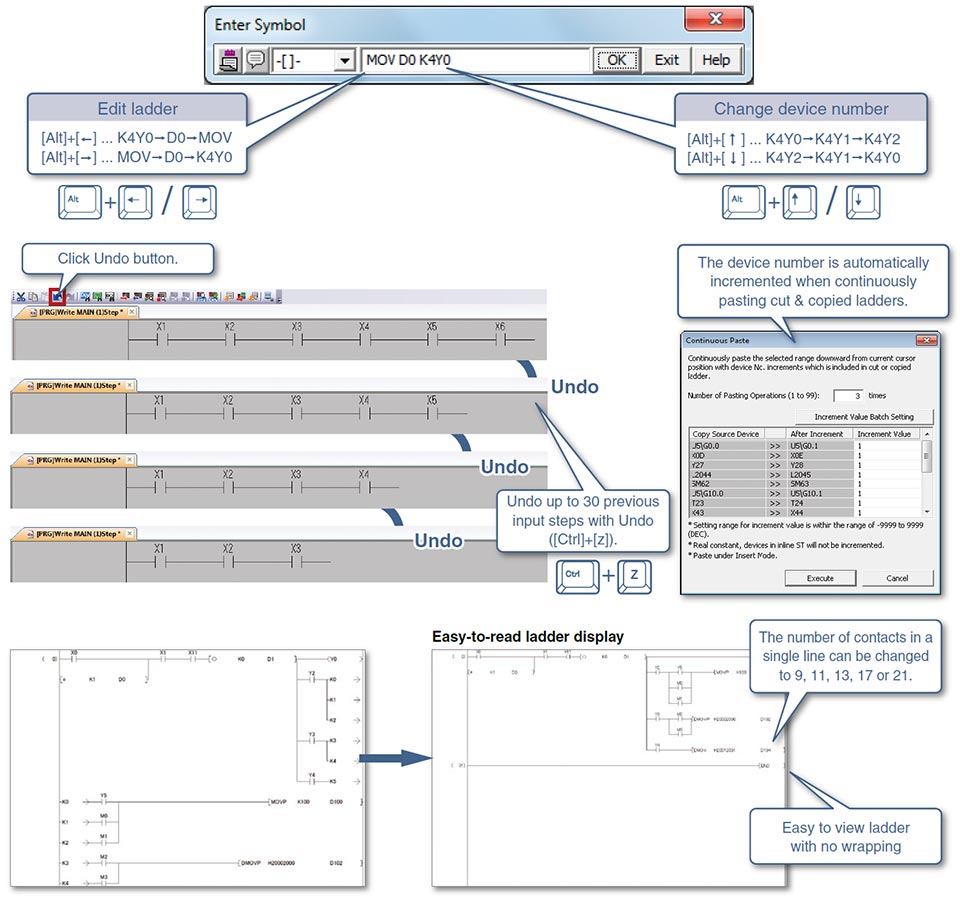 Enter Symbol
-[ ]-
MOV D0 K4Y0
OK
Exit
Help
Edit ladder
[Alt]+[←] ... K4Y0→D0→MOV
[Alt]+[→] ... MOV→D0→K4Y0
Alt + ← / →
Change device number
[Alt]+[↑] ... K4Y0→K4Y1→K4Y2
[Alt]+[↓] ... K4Y2→K4Y1→K4Y0
Alt + ↑ / ↓
Click Undo button.
[PRG]Write MAIN (1)Step *
X1 X2 X3 X4 X5 X6
Undo
[PRG]Write MAIN (1)Step *
X1 X2 X3 X4 X5
Undo
[PRG]Write MAIN (1)Step *
X1 X2 X3 X4
Undo
[PRG]Write MAIN (1)Step *
X1 X2 X3
Undo up to 30 previous
input steps with Undo
([Ctrl]+[z]).
Ctrl + Z
The device number is automatically
incremented when continuously
pasting cut & copied ladders.
Continuous Paste
Continuously paste the selected range downward from current cursor
position with device No. increments which is included in cut or copied
ladder.
Number of Pasting Operations (1 to 99): 3 times
Increment Value Batch Setting
Copy Source Device After Increment Increment Value
U5\G0.0 >> U5\G0.1 1
X0D >> X0E 1
Y27 >> Y28 1
L2044 >> L2045 1
SM62 >> SM63 1
U5\G10.0 >> U5\G10.1 1
T23 >> T24 1
X43 >> X44 1
* Setting range for increment value is within the range of -9999 to 9999
(DEC).
* Real constant, devices in inline ST will not be incremented.
* Paste under Insert Mode.
Execute
Cancel
X0 X1 X11
( 0) K0 D1 (Y0
K1 D0
Y2 K0
K1
K2
Y3 K3
K4
Y4 K5
K0 Y5 [MOVP K100 D100
K1 M0
K2 M1
K3 M2 [DMOVP H20002000 D102
K4 M3
Easy-to-read ladder display
The number of contacts in a
single line can be changed
to 9, 11, 13, 17 or 21.
Easy to view ladder
with no wrapping